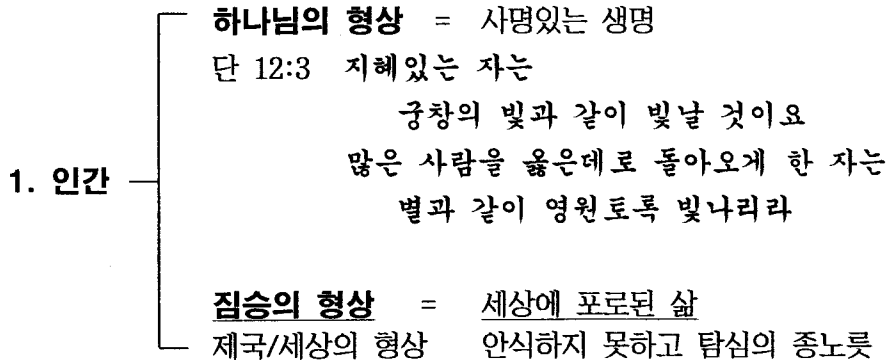 하나님의 형상 = 사명있는 생명
단 12:3 지혜있는 자는
궁창의 빛과 같이 빛날 것이요
많은 사람을 옳은데로 돌아오게 한 자는
1. 인간
별과 같이 영원토록 빛나리라
짐승의 형상 = 세상에 포로된 삶
제국/세상의 형상 안식하지 못하고 탐심의 종노릇